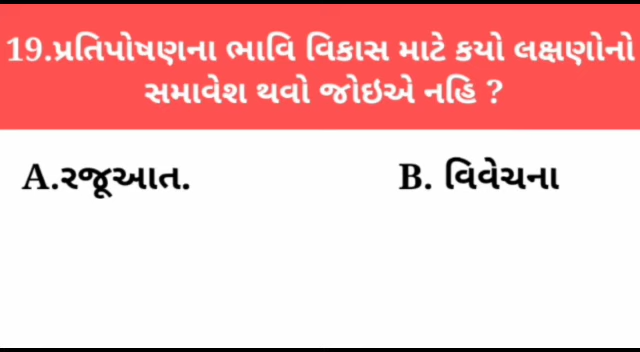 19.પ્રતિપોષણના ભાવિ વિકાસ માટે કયો લક્ષણોનો
સમાવેશ થવો જોઇએ નહિ ?
A.રજૂઆત. B. વિવેચના